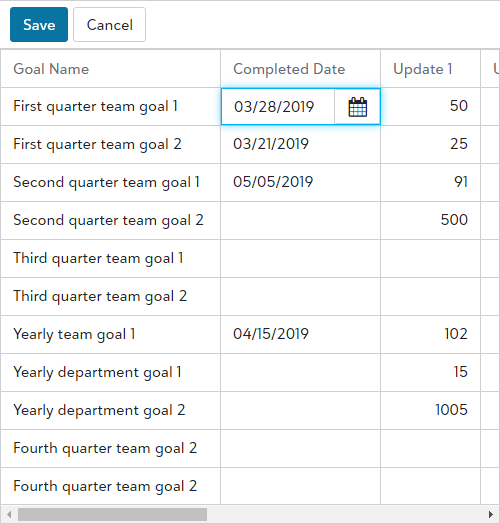 Save Cancel
Goal Name Completed Date Update 1
First quarter team goal 1 03/28/2019 50
First quarter team goal 2 03/21/2019 25
Second quarter team goal 1 05/05/2019 91
Second quarter team goal 2 500
Third quarter team goal 1
Third quarter team goal 2
Yearly team goal 1 04/15/2019 102
Yearly department goal 1 15
Yearly department goal 2 1005
Fourth quarter team goal 2
Fourth quarter team goal 2